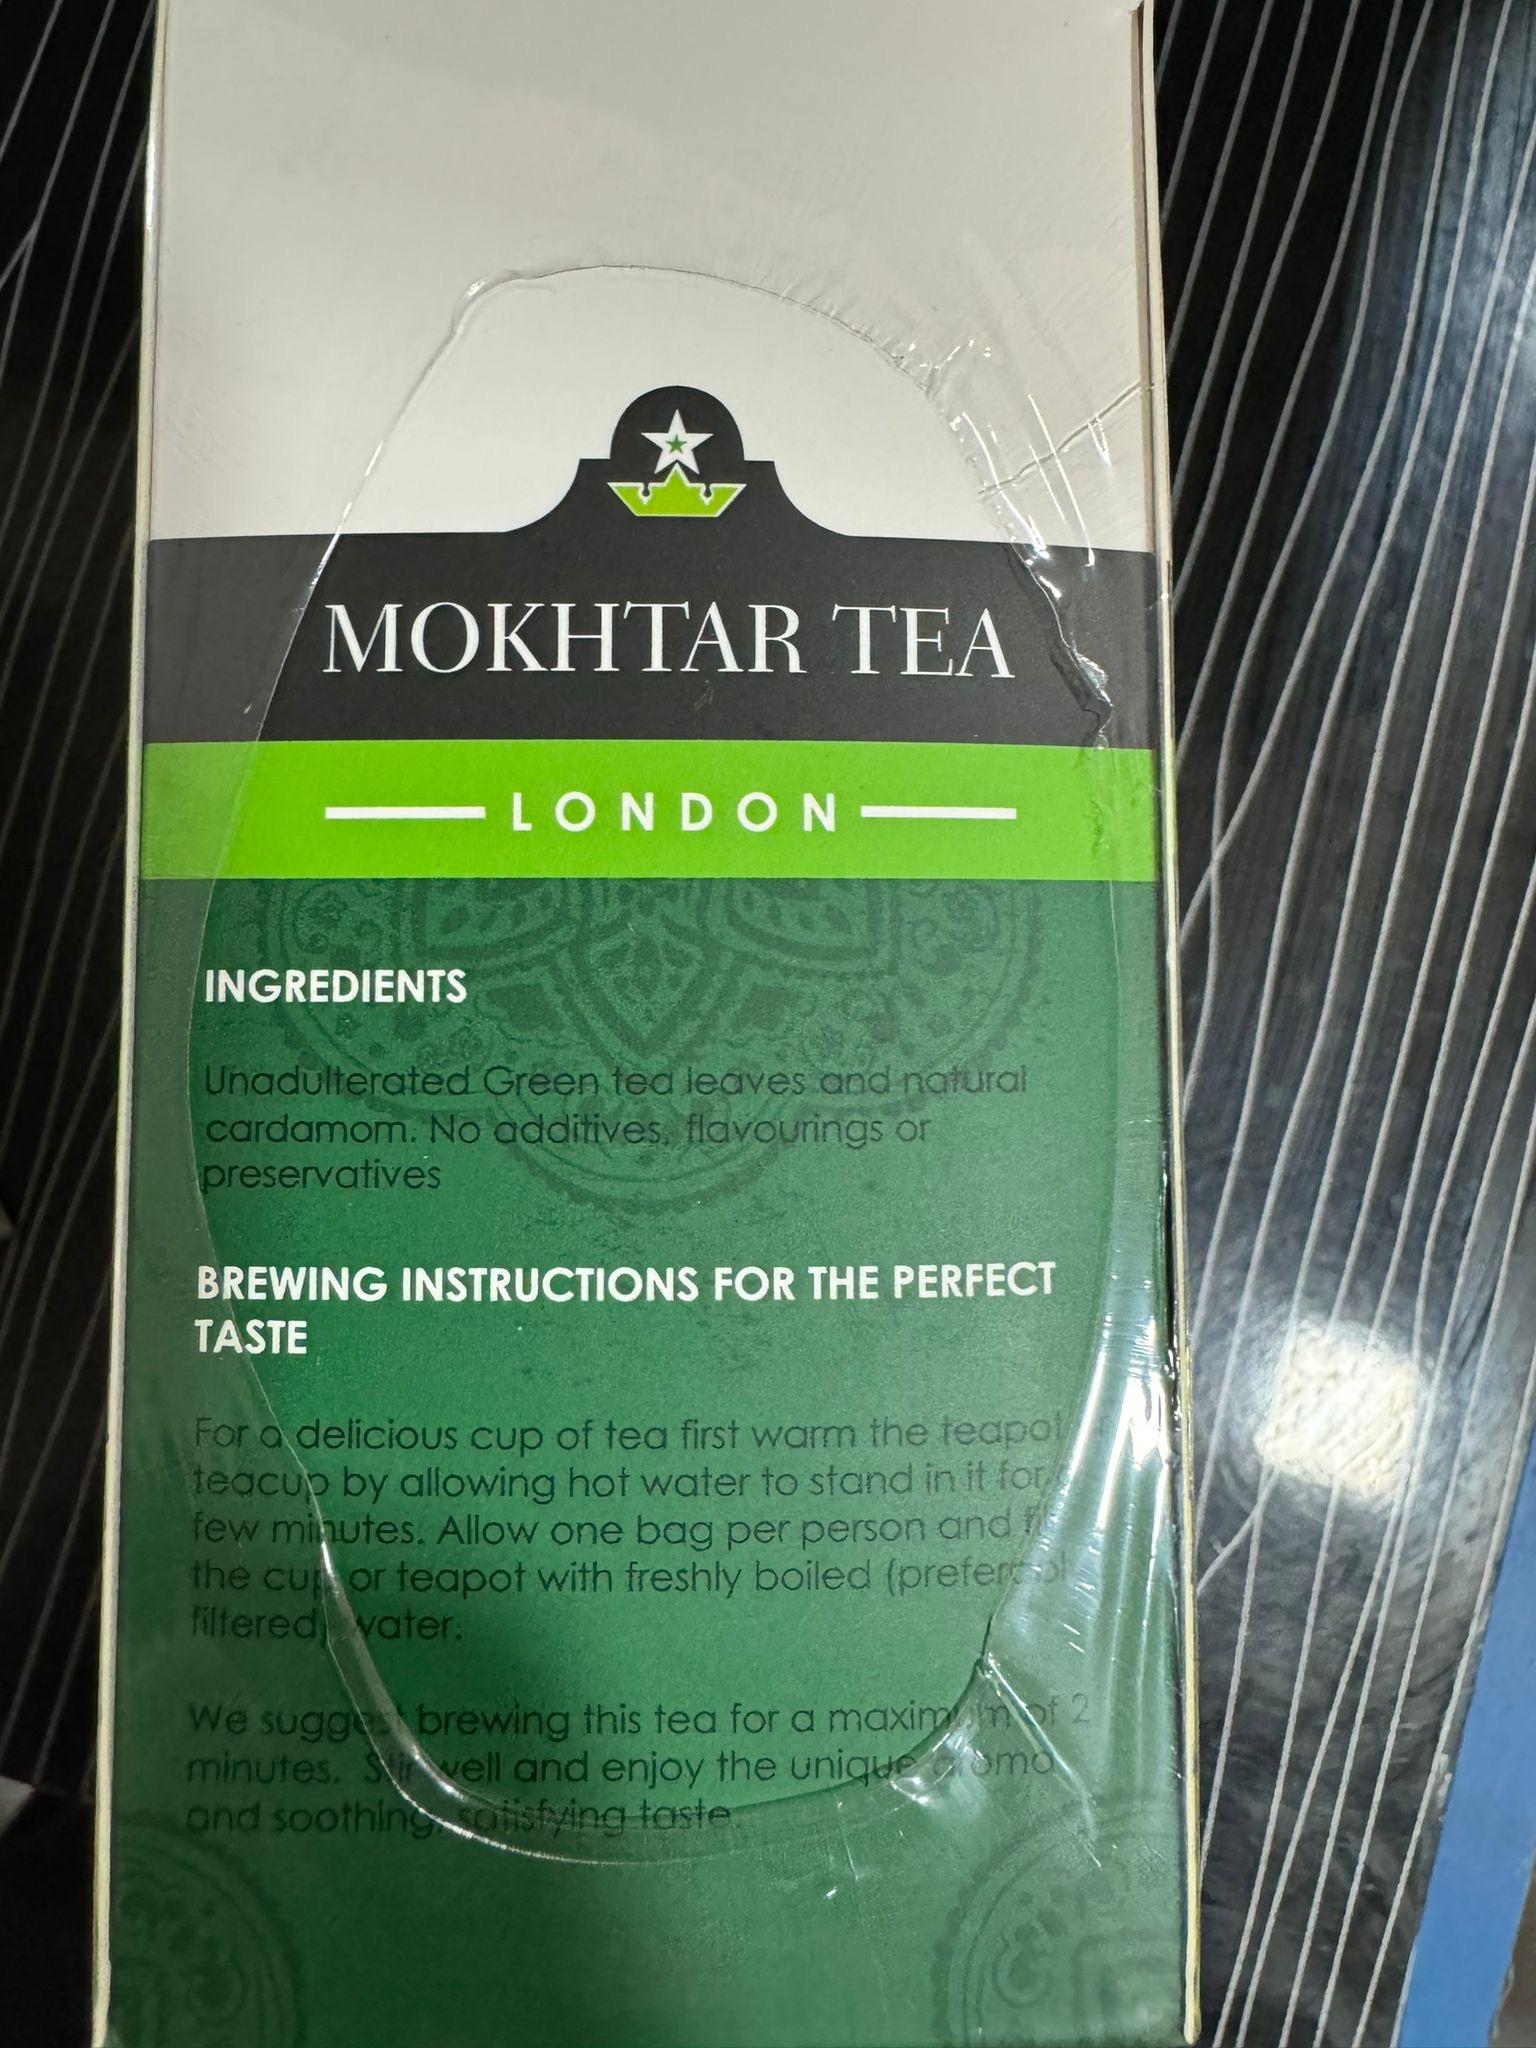 MOKHTAR TEA
LONDON
INGREDIENTS
Unadulterated Green tea leaves and natural
cardamom. No additives, flavourings or
preservatives
BREWING INSTRUCTIONS FOR THE PERFECT
TASTE
For a delicious cup of tea first warm the teapot
teacup by allowing hot water to stand in it for
few minutes. Allow one bag per person and
the cup or teapot with freshly boiled (preferably
filtered) water.
We suggest brewing this tea for a maximum of 2
minutes. Stir well and enjoy the unique aroma
and soothing, satisfying taste.